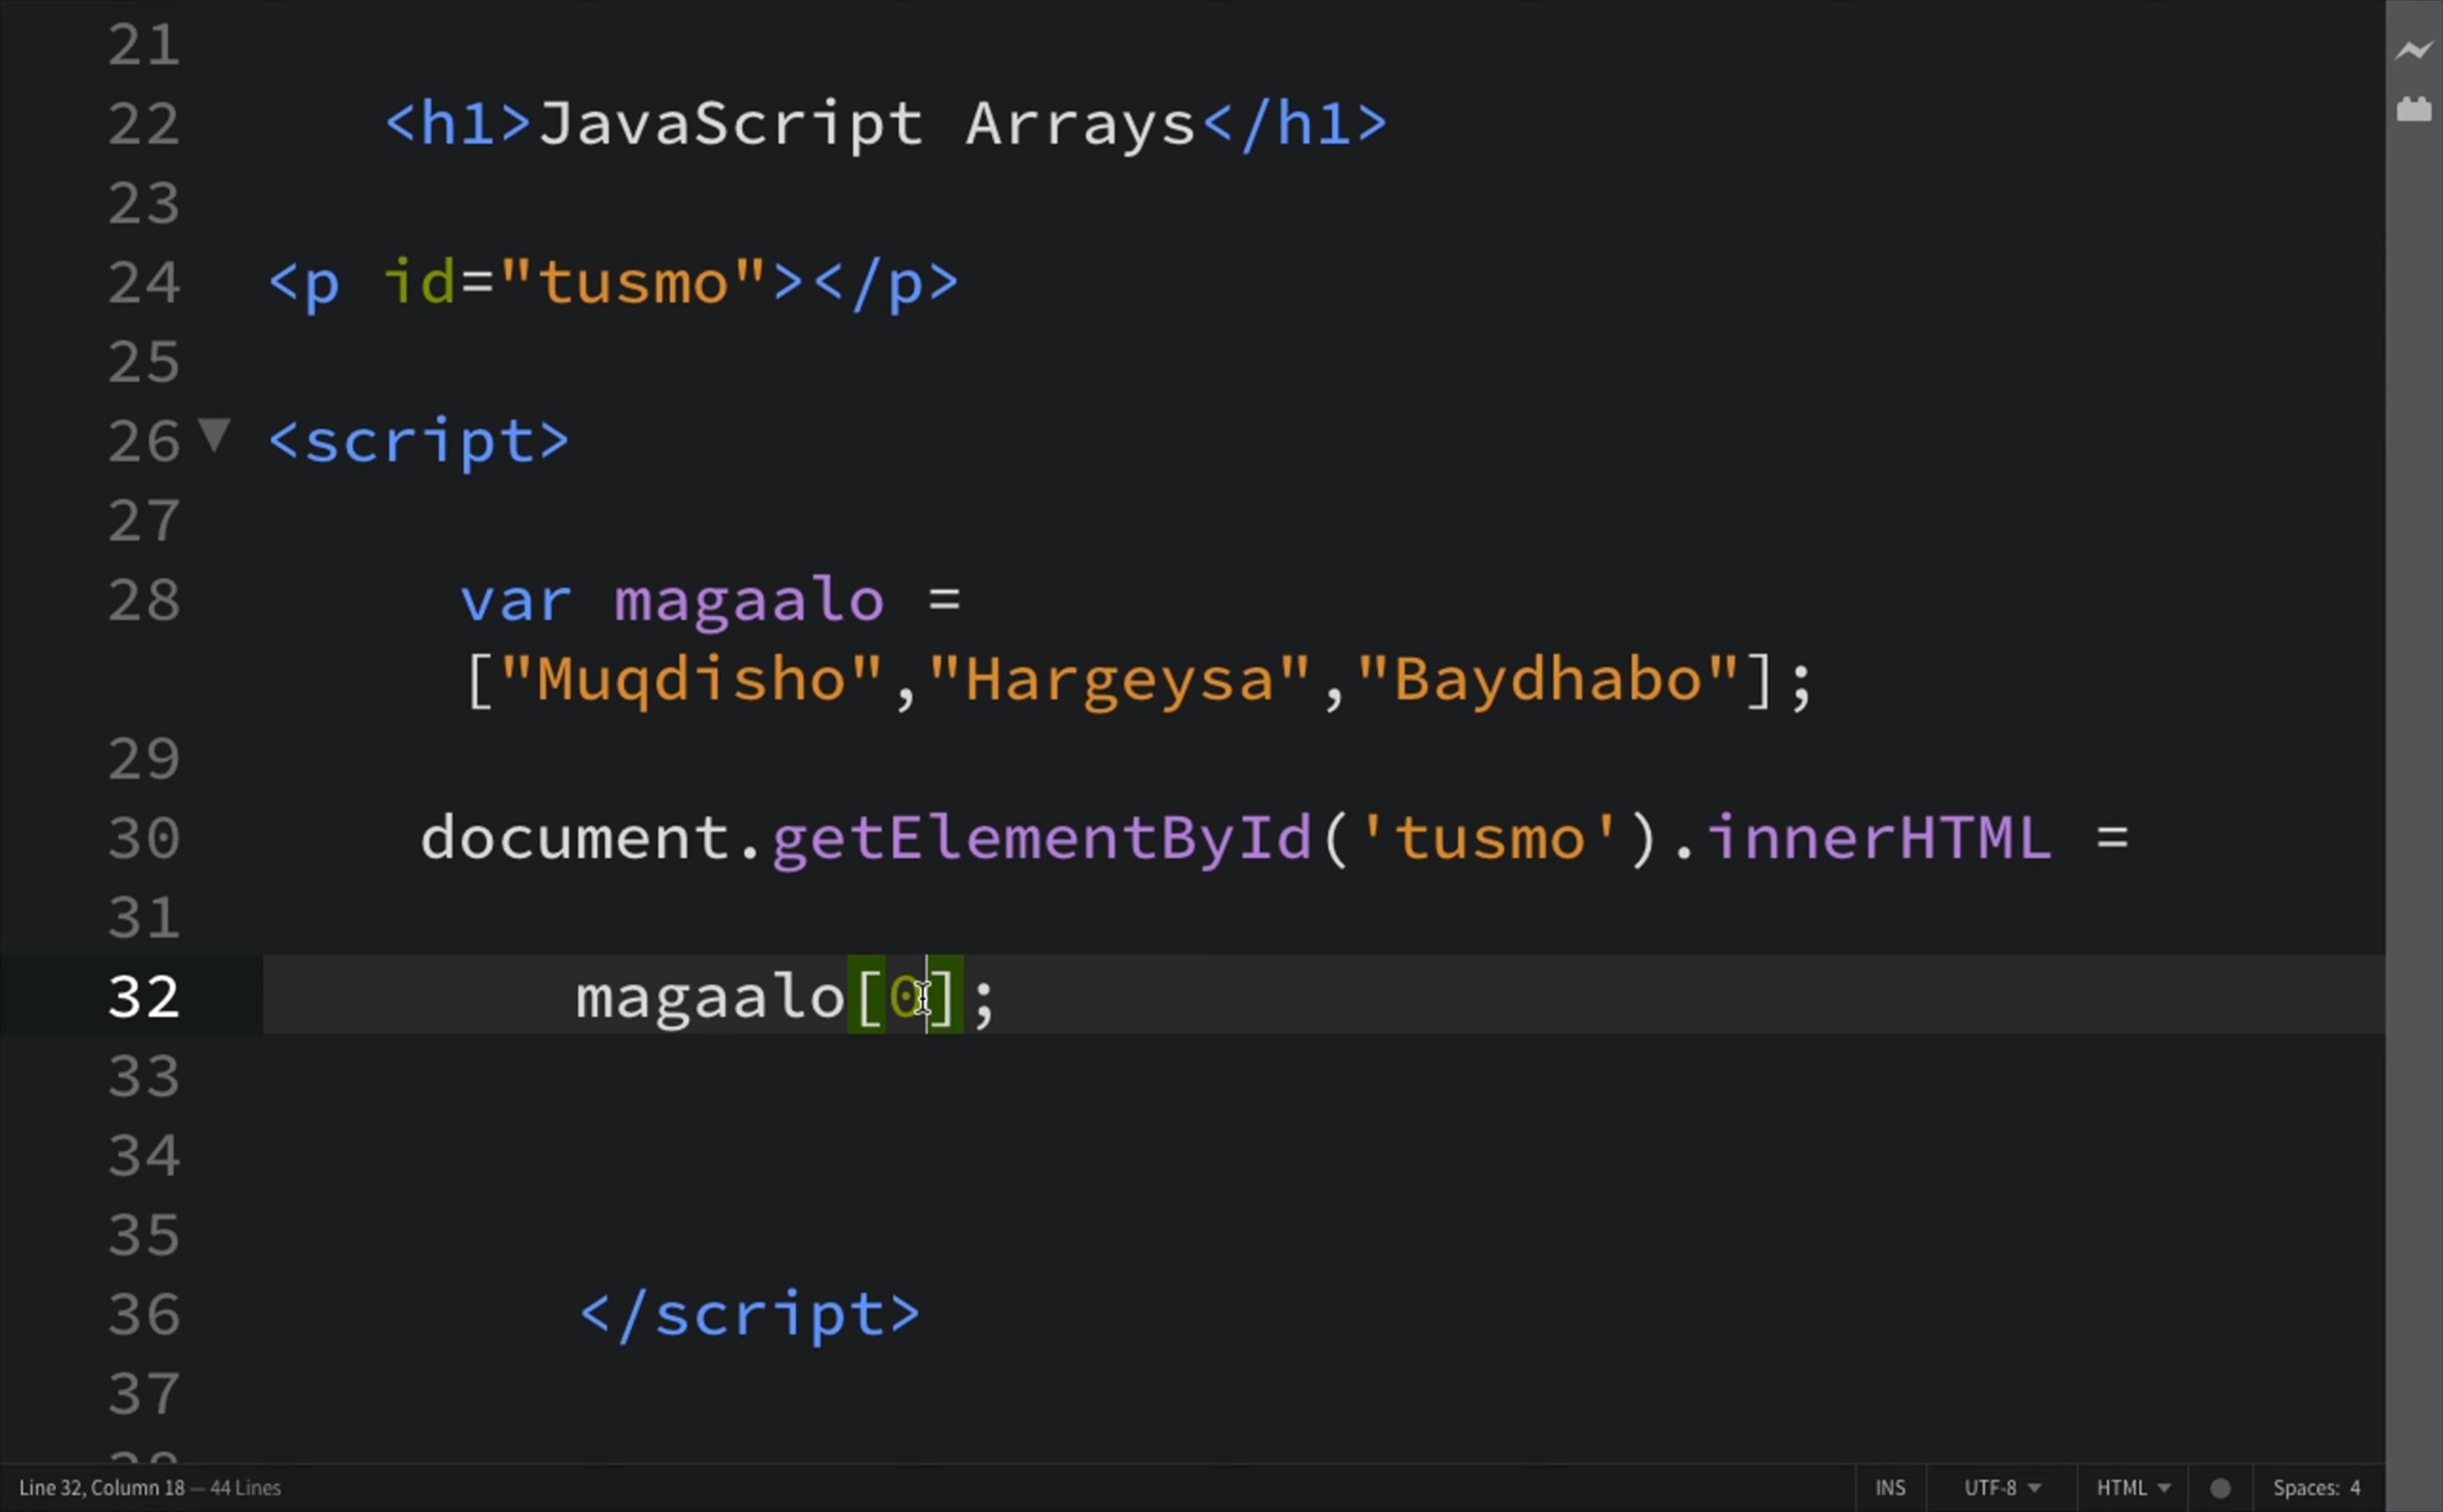 21
22 <h1>JavaScript Arrays</h1>
23
24 <p id="tusmo"></p>
25
26 <script>
27
28 var magaalo =
["Muqdisho","Hargeysa","Baydhabo"];
29
30 document.getElementById('tusmo').innerHTML =
31
32 magaalo[0];
33
34
35
36 </script>
37
Line 32, Column 18 — 44 Lines
INS UTF-8 HTML Spaces: 4